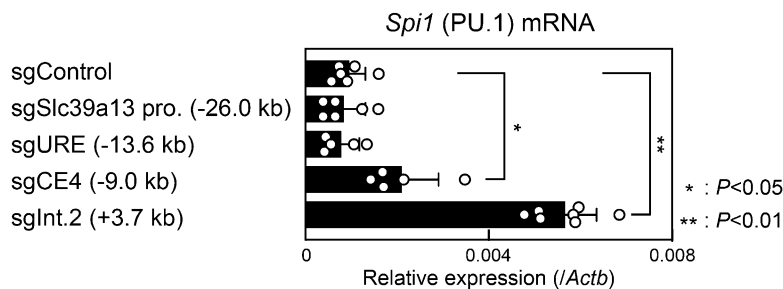 Spi1 (PU.1) mRNA
sgControl
sgSlc39a13 pro. (-26.0 kb)
sgURE (-13.6 kb)
sgCE4 (-9.0 kb)
sgInt.2 (+3.7 kb)
*
**
* : P<0.05
** : P<0.01
0 0.004 0.008
Relative expression (/Actb)